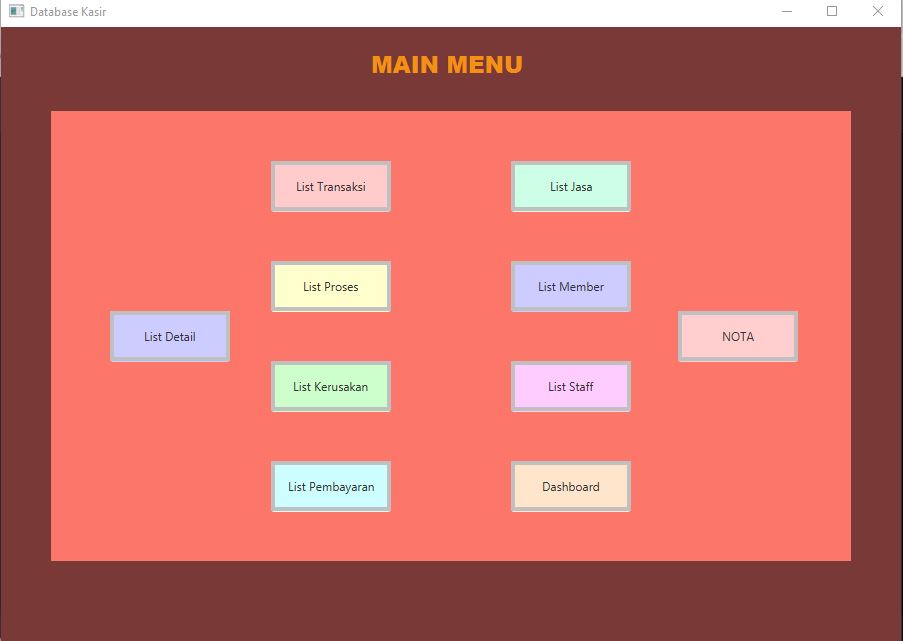 Database Kasir
MAIN MENU
List Transaksi
List Jasa
List Proses
List Member
List Detail
NOTA
List Kerusakan
List Staff
List Pembayaran
Dashboard